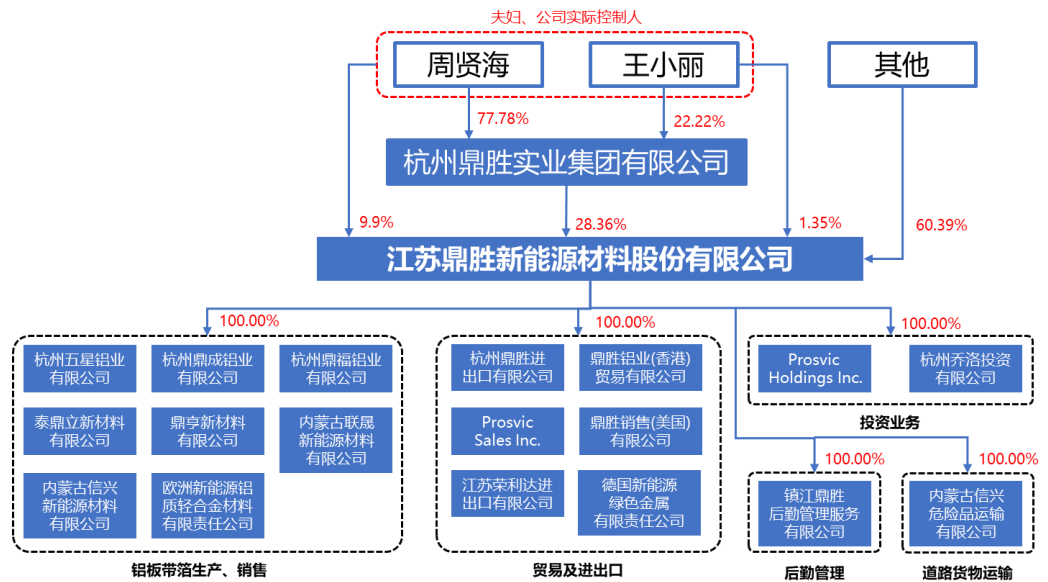 夫妇、公司实际控制人
周贤海
王小丽
其他
77.78%
22.22%
杭州鼎胜实业集团有限公司
9.9%
28.36%
1.35%
60.39%
江苏鼎胜新能源材料股份有限公司
100.00%
100.00%
100.00%
杭州五星铝业
有限公司
杭州鼎成铝业
有限公司
杭州鼎福铝业
有限公司
泰鼎立新材料
有限公司
鼎亨新材料
有限公司
内蒙古联晟
新能源材料
有限公司
内蒙古信兴
新能源材料
有限公司
欧洲新能源铝
质轻合金材料
有限责任公司
铝板带箔生产、销售
杭州鼎胜进
出口有限公司
鼎胜铝业(香港)
贸易有限公司
Prosvic
Sales Inc.
鼎胜销售(美国)
有限公司
江苏荣利达进
出口有限公司
德国新能源
绿色金属
有限责任公司
贸易及进出口
Prosvic
Holdings Inc.
杭州乔洛投资
有限公司
投资业务
100.00%
100.00%
镇江鼎胜
后勤管理服务
有限公司
后勤管理
内蒙古信兴
危险品运输
有限公司
道路货物运输